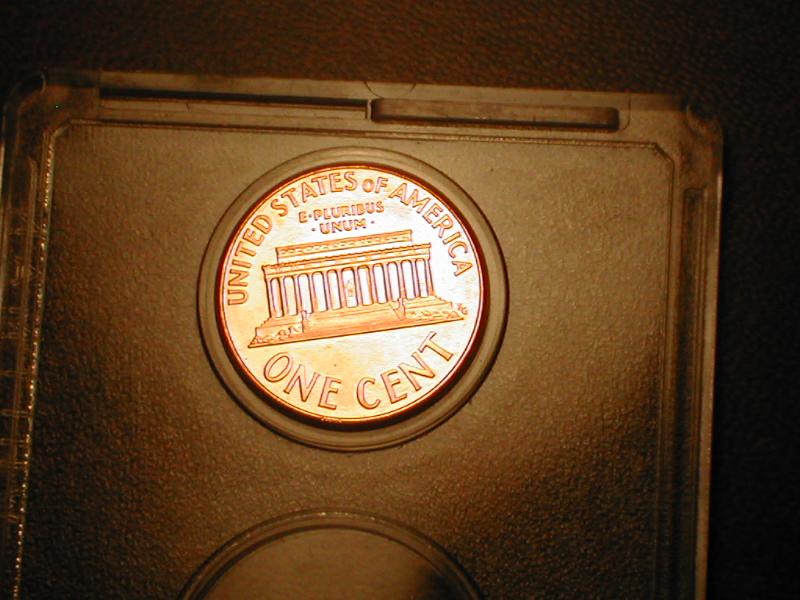 UNITED STATES OF AMERICA
E·PLURIBUS
·UNUM·
ONE CENT